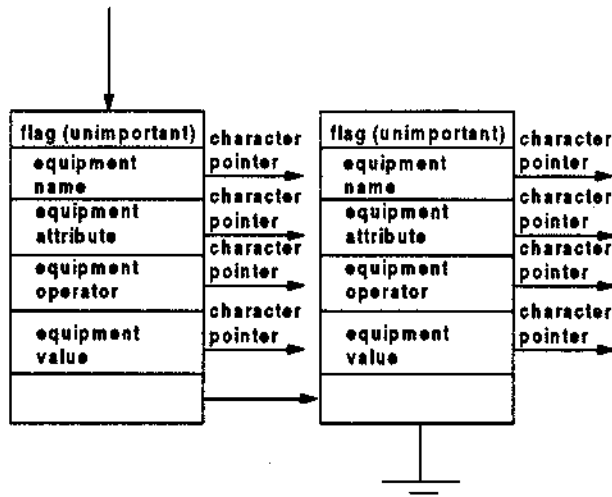 flag (unimportant)
equipment
name
equipment
attribute
equipment
operator
equipment
value
character
pointer
character
pointer
character
pointer
character
pointer
flag (unimportant)
equipment
name
equipment
attribute
equipment
operator
equipment
value
character
pointer
character
pointer
character
pointer
character
pointer